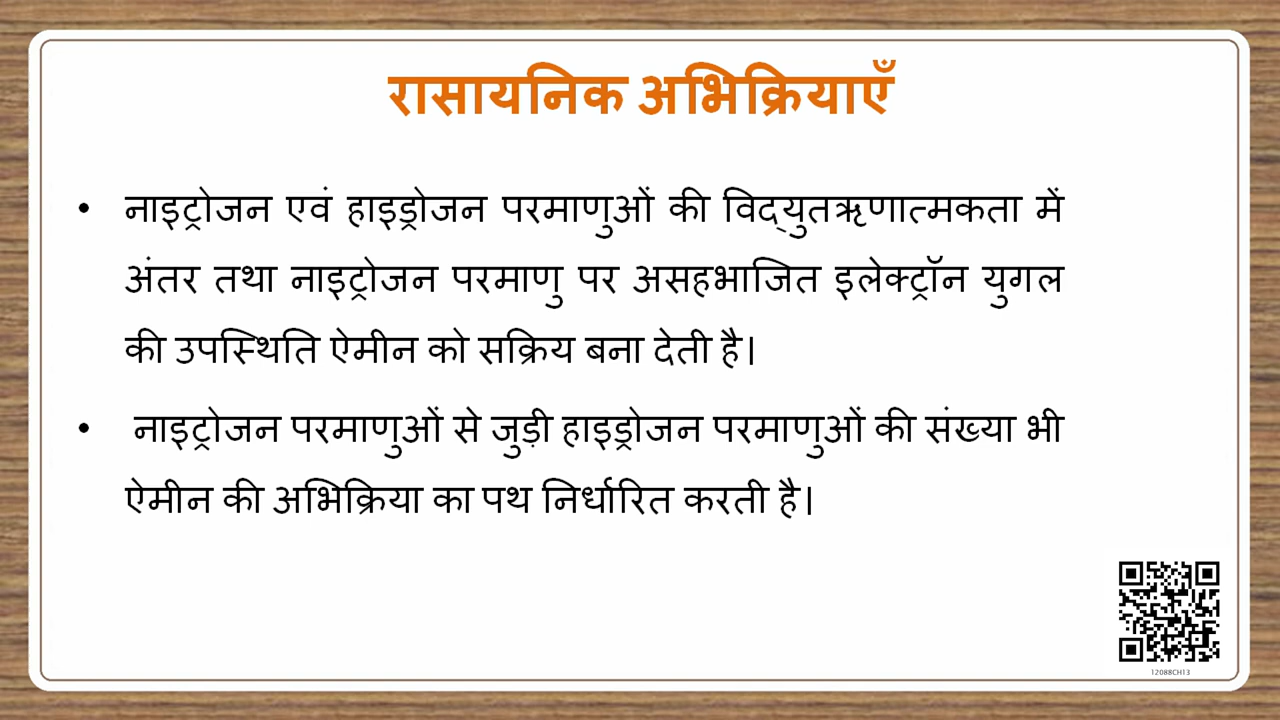 रासायनिक अभिक्रियाएँ
• नाइट्रोजन एवं हाइड्रोजन परमाणुओं की विद्युतऋणात्मकता में
अंतर तथा नाइट्रोजन परमाणु पर असहभाजित इलेक्ट्रॉन युगल
की उपस्थिति ऐमीन को सक्रिय बना देती है।
• नाइट्रोजन परमाणुओं से जुड़ी हाइड्रोजन परमाणुओं की संख्या भी
ऐमीन की अभिक्रिया का पथ निर्धारित करती है।
12088CH13